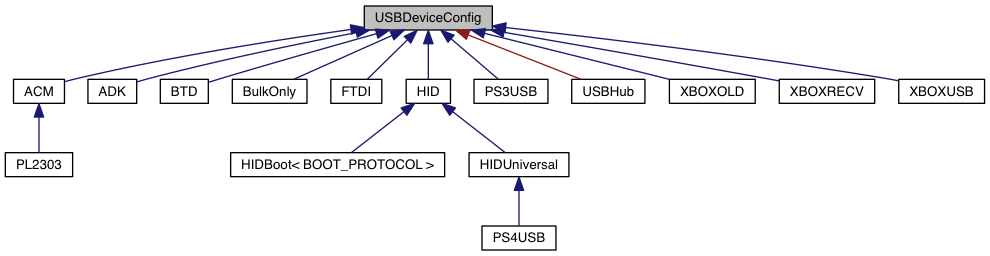 USBDeviceConfig
ACM
ADK
BTD
BulkOnly
FTDI
HID
PS3USB
USBHub
XBOXOLD
XBOXRECV
XBOXUSB
PL2303
HIDBoot< BOOT_PROTOCOL >
HIDUniversal
PS4USB